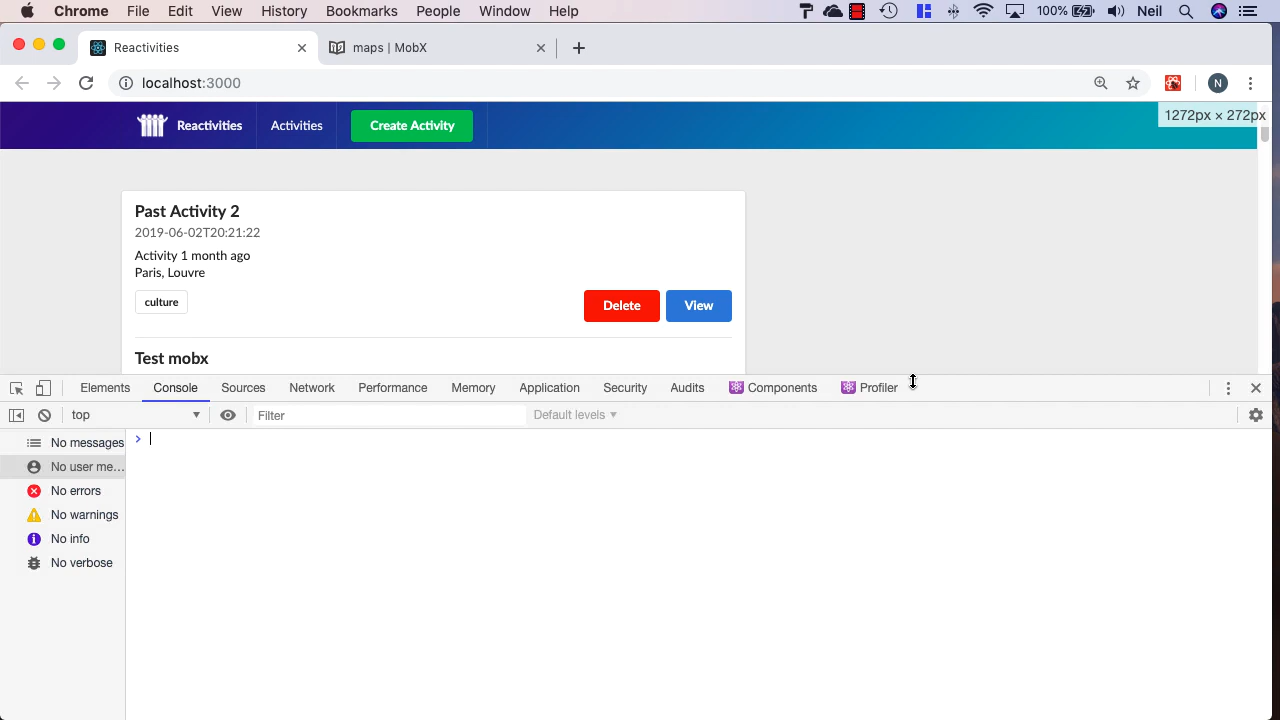 Chrome File Edit View History Bookmarks People Window Help 100% Neil
Reactivities maps | MobX
localhost:3000 N
Reactivities Activities Create Activity
1272px × 272px
Past Activity 2
2019-06-02T20:21:22
Activity 1 month ago
Paris, Louvre
culture Delete View
Test mobx
Elements Console Sources Network Performance Memory Application Security Audits Components Profiler
top Filter Default levels
No messages
No user me...
No errors
No warnings
No info
No verbose